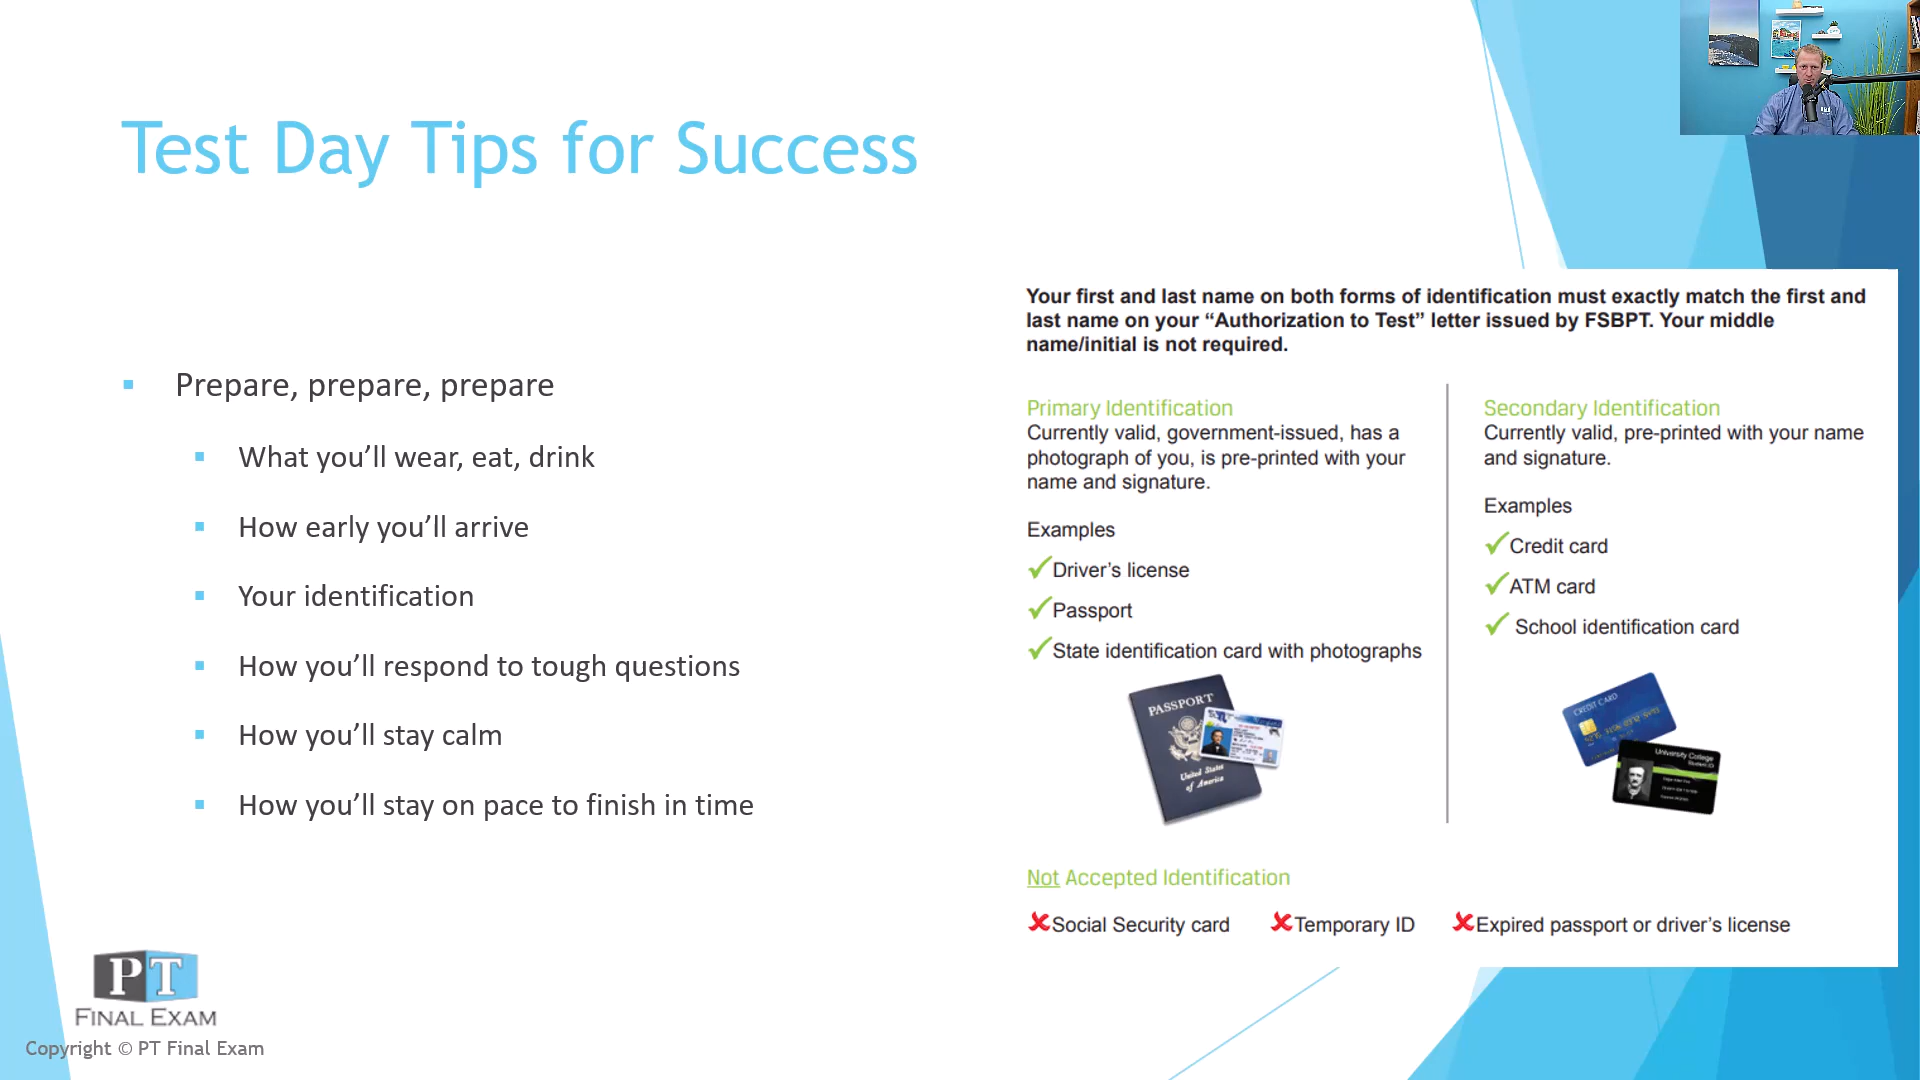 Test Day Tips for Success
Prepare, prepare, prepare
What you’ll wear, eat, drink
How early you’ll arrive
Your identification
How you’ll respond to tough questions
How you’ll stay calm
How you’ll stay on pace to finish in time
Your first and last name on both forms of identification must exactly match the first and
last name on your “Authorization to Test” letter issued by FSBPT. Your middle
name/initial is not required.
Primary Identification
Currently valid, government-issued, has a
photograph of you, is pre-printed with your
name and signature.
Examples
Driver’s license
Passport
State identification card with photographs
PASSPORT
United States
of America
Secondary Identification
Currently valid, pre-printed with your name
and signature.
Examples
Credit card
ATM card
School identification card
CREDIT CARD
University College
Student ID
Not Accepted Identification
Social Security card
Temporary ID
Expired passport or driver’s license
PT
FINAL EXAM
Copyright © PT Final Exam